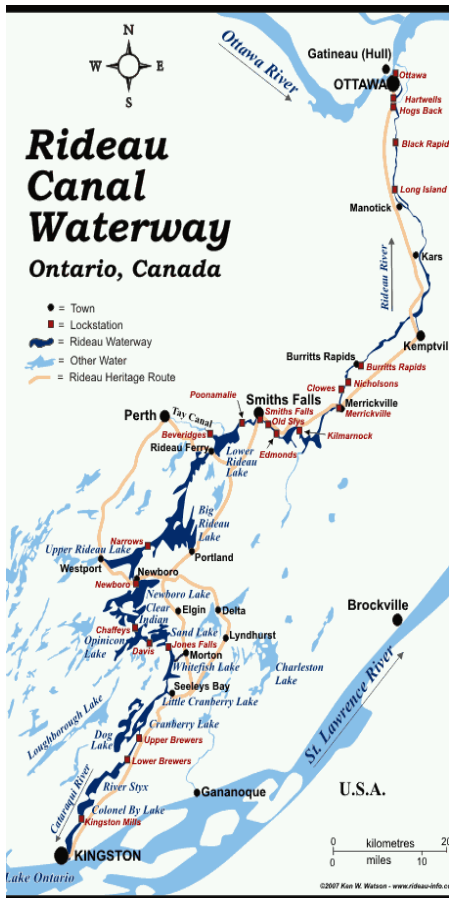 N
W E
S
Ottawa River
Gatineau (Hull)
OTTAWA
Ottawa
Hartwells
Hogs Back
Black Rapid
Long Island
Manotick
Rideau River
Kars
Kemptvil
Rideau
Canal
Waterway
Ontario, Canada
= Town
= Lockstation
= Rideau Waterway
= Other Water
= Rideau Heritage Route
Burritts Rapids
Burritts Rapids
Nicholsons
Clowes
Merrickville
Merrickville
Poonamalie
Smiths Falls
Smiths Falls
Old Slys
Kilmarnock
Edmonds
Perth
Tay Canal
Beveridges
Rideau Ferry
Lower
Rideau
Lake
Big
Rideau
Lake
Narrows
Upper Rideau Lake
Portland
Westport
Newboro
Newboro
Newboro Lake
Clear
Indian
Elgin
Delta
Brockville
Chaffeys
Opinicon
Lake
Sand Lake
Lyndhurst
Davis
Jones Falls
Morton
Whitefish Lake
Charleston
Lake
Seeleys Bay
Little Cranberry Lake
Loughborough Lake
Cranberry Lake
Dog
Lake
Upper Brewers
Lower Brewers
St. Lawrence River
Cataraqui River
River Styx
Gananoque
U.S.A.
Colonel By Lake
Kingston Mills
KINGSTON
Lake Ontario
0 10 20
kilometres
miles
0 10
©2007 Ken W. Watson - www.rideau-info.c